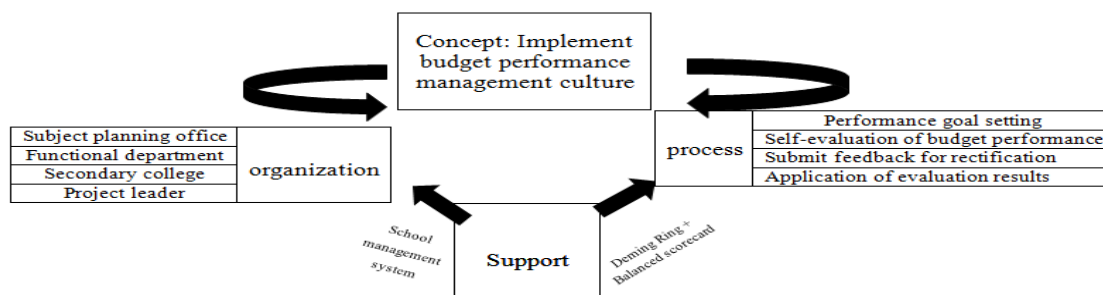 Concept: Implement
budget performance
management culture
Subject planning office
Functional department
Secondary college
Project leader
organization
process
Performance goal setting
Self-evaluation of budget performance
Submit feedback for rectification
Application of evaluation results
School
management
system
Support
Deming Ring +
Balanced scorecard